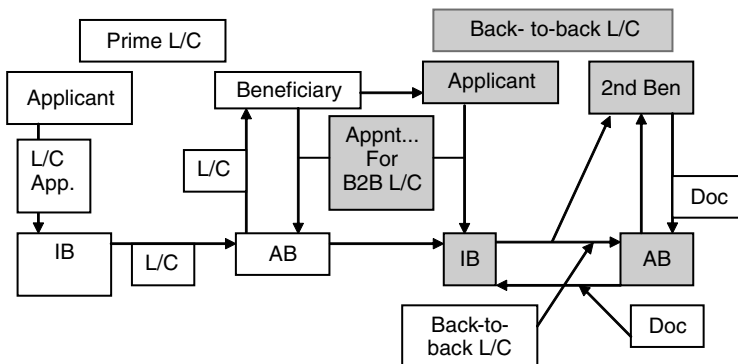 Prime L/C
Back- to-back L/C
Applicant
Beneficiary
Applicant
2nd Ben
L/C
App.
L/C
Appnt...
For
B2B L/C
Doc
IB
L/C
AB
IB
AB
Back-to-
back L/C
Doc